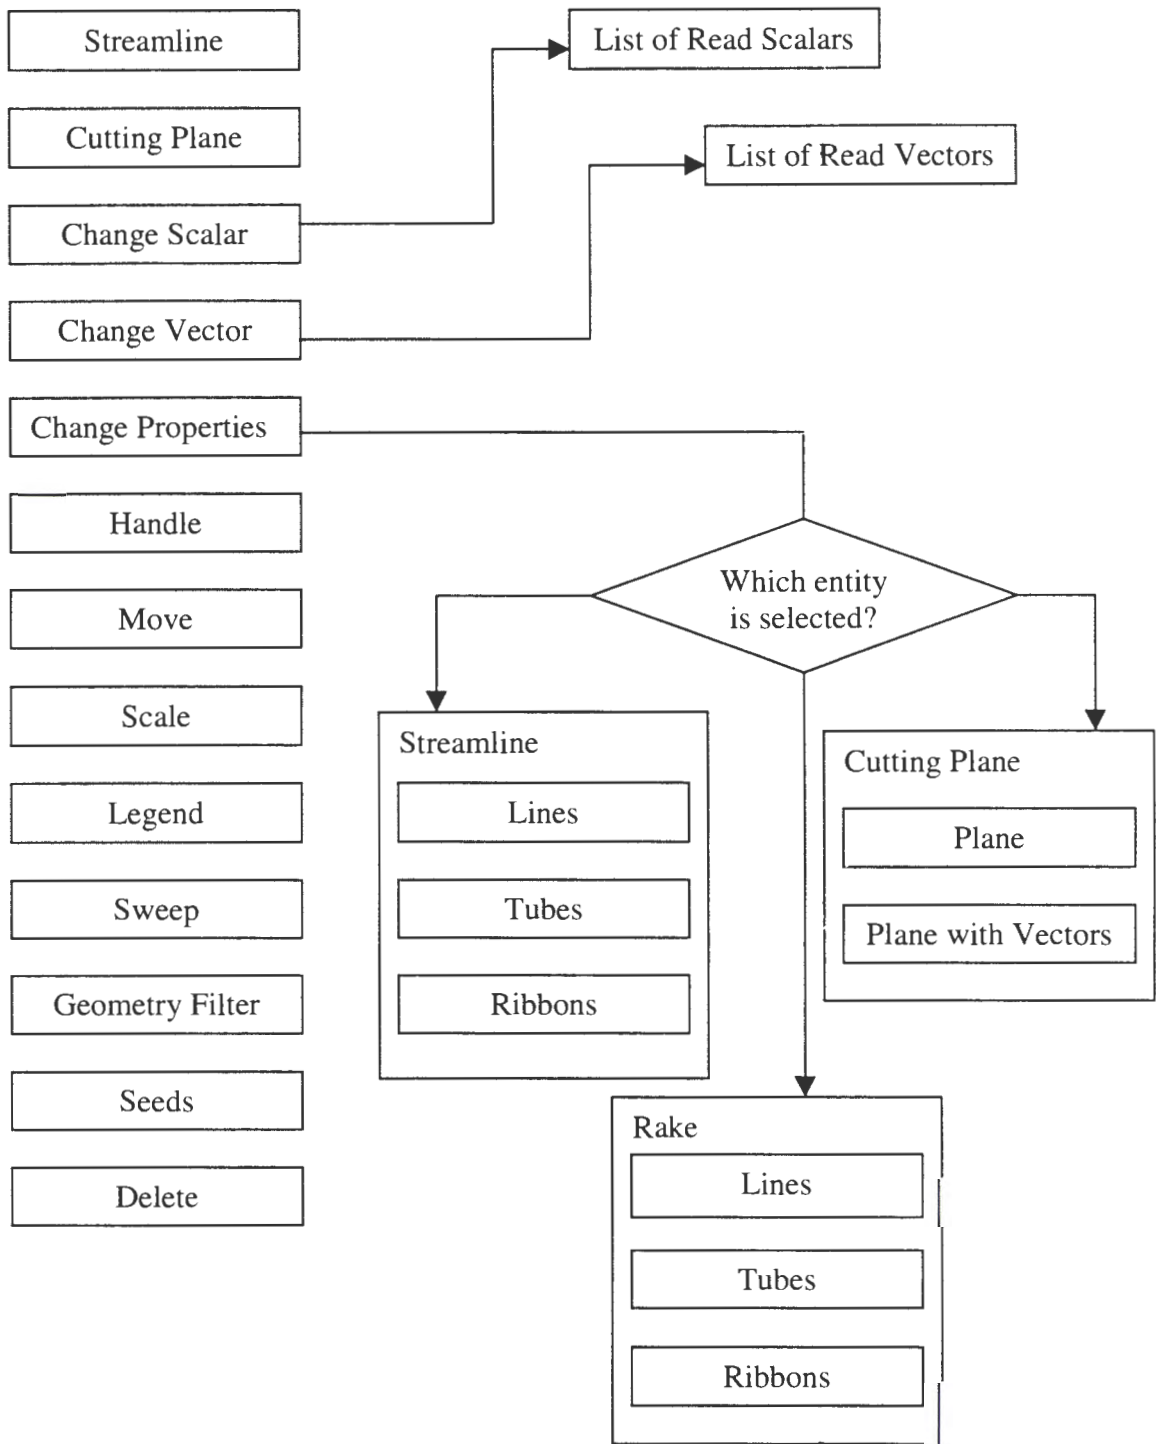 Streamline
Cutting Plane
Change Scalar
Change Vector
Change Properties
Handle
Move
Scale
Legend
Sweep
Geometry Filter
Seeds
Delete
List of Read Scalars
List of Read Vectors
Which entity
is selected?
Streamline
Lines
Tubes
Ribbons
Cutting Plane
Plane
Plane with Vectors
Rake
Lines
Tubes
Ribbons